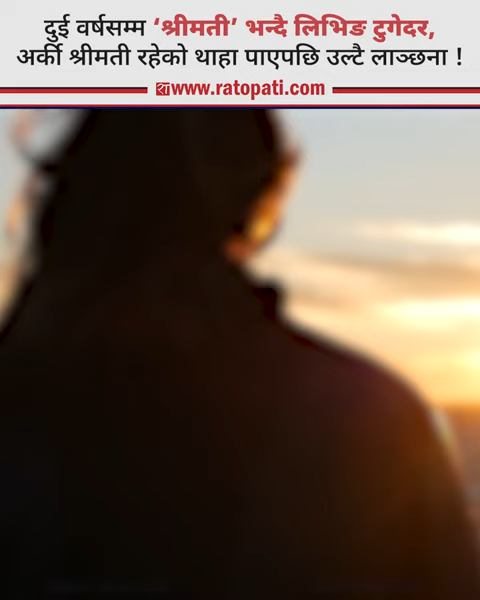 दुई वर्षसम्म ‘श्रीमती’ भन्दै लिभिङ टुगेदर,
अर्की श्रीमती रहेको थाहा पाएपछि उल्टै लाञ्छना !
www.ratopati.com